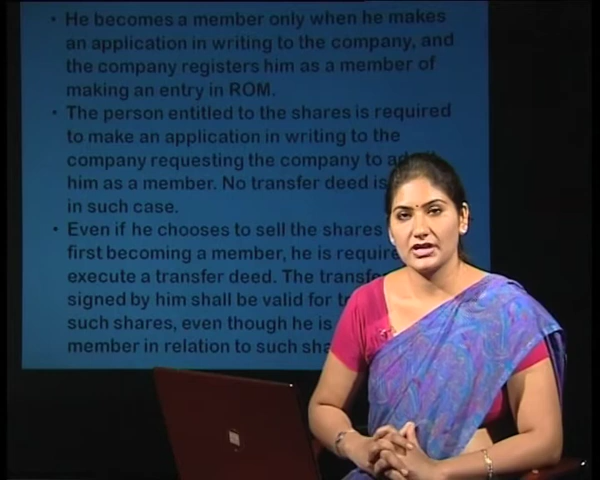 He becomes a member only when he makes
an application in writing to the company, and
the company registers him as a member of
making an entry in ROM.
The person entitled to the shares is required
to make an application in writing to the
company requesting the company to
him as a member. No transfer deed is
in such case.
Even if he chooses to sell the shares
first becoming a member, he is
execute a transfer deed. The
signed by him shall be valid for
such shares, even though he is
member in relation to such